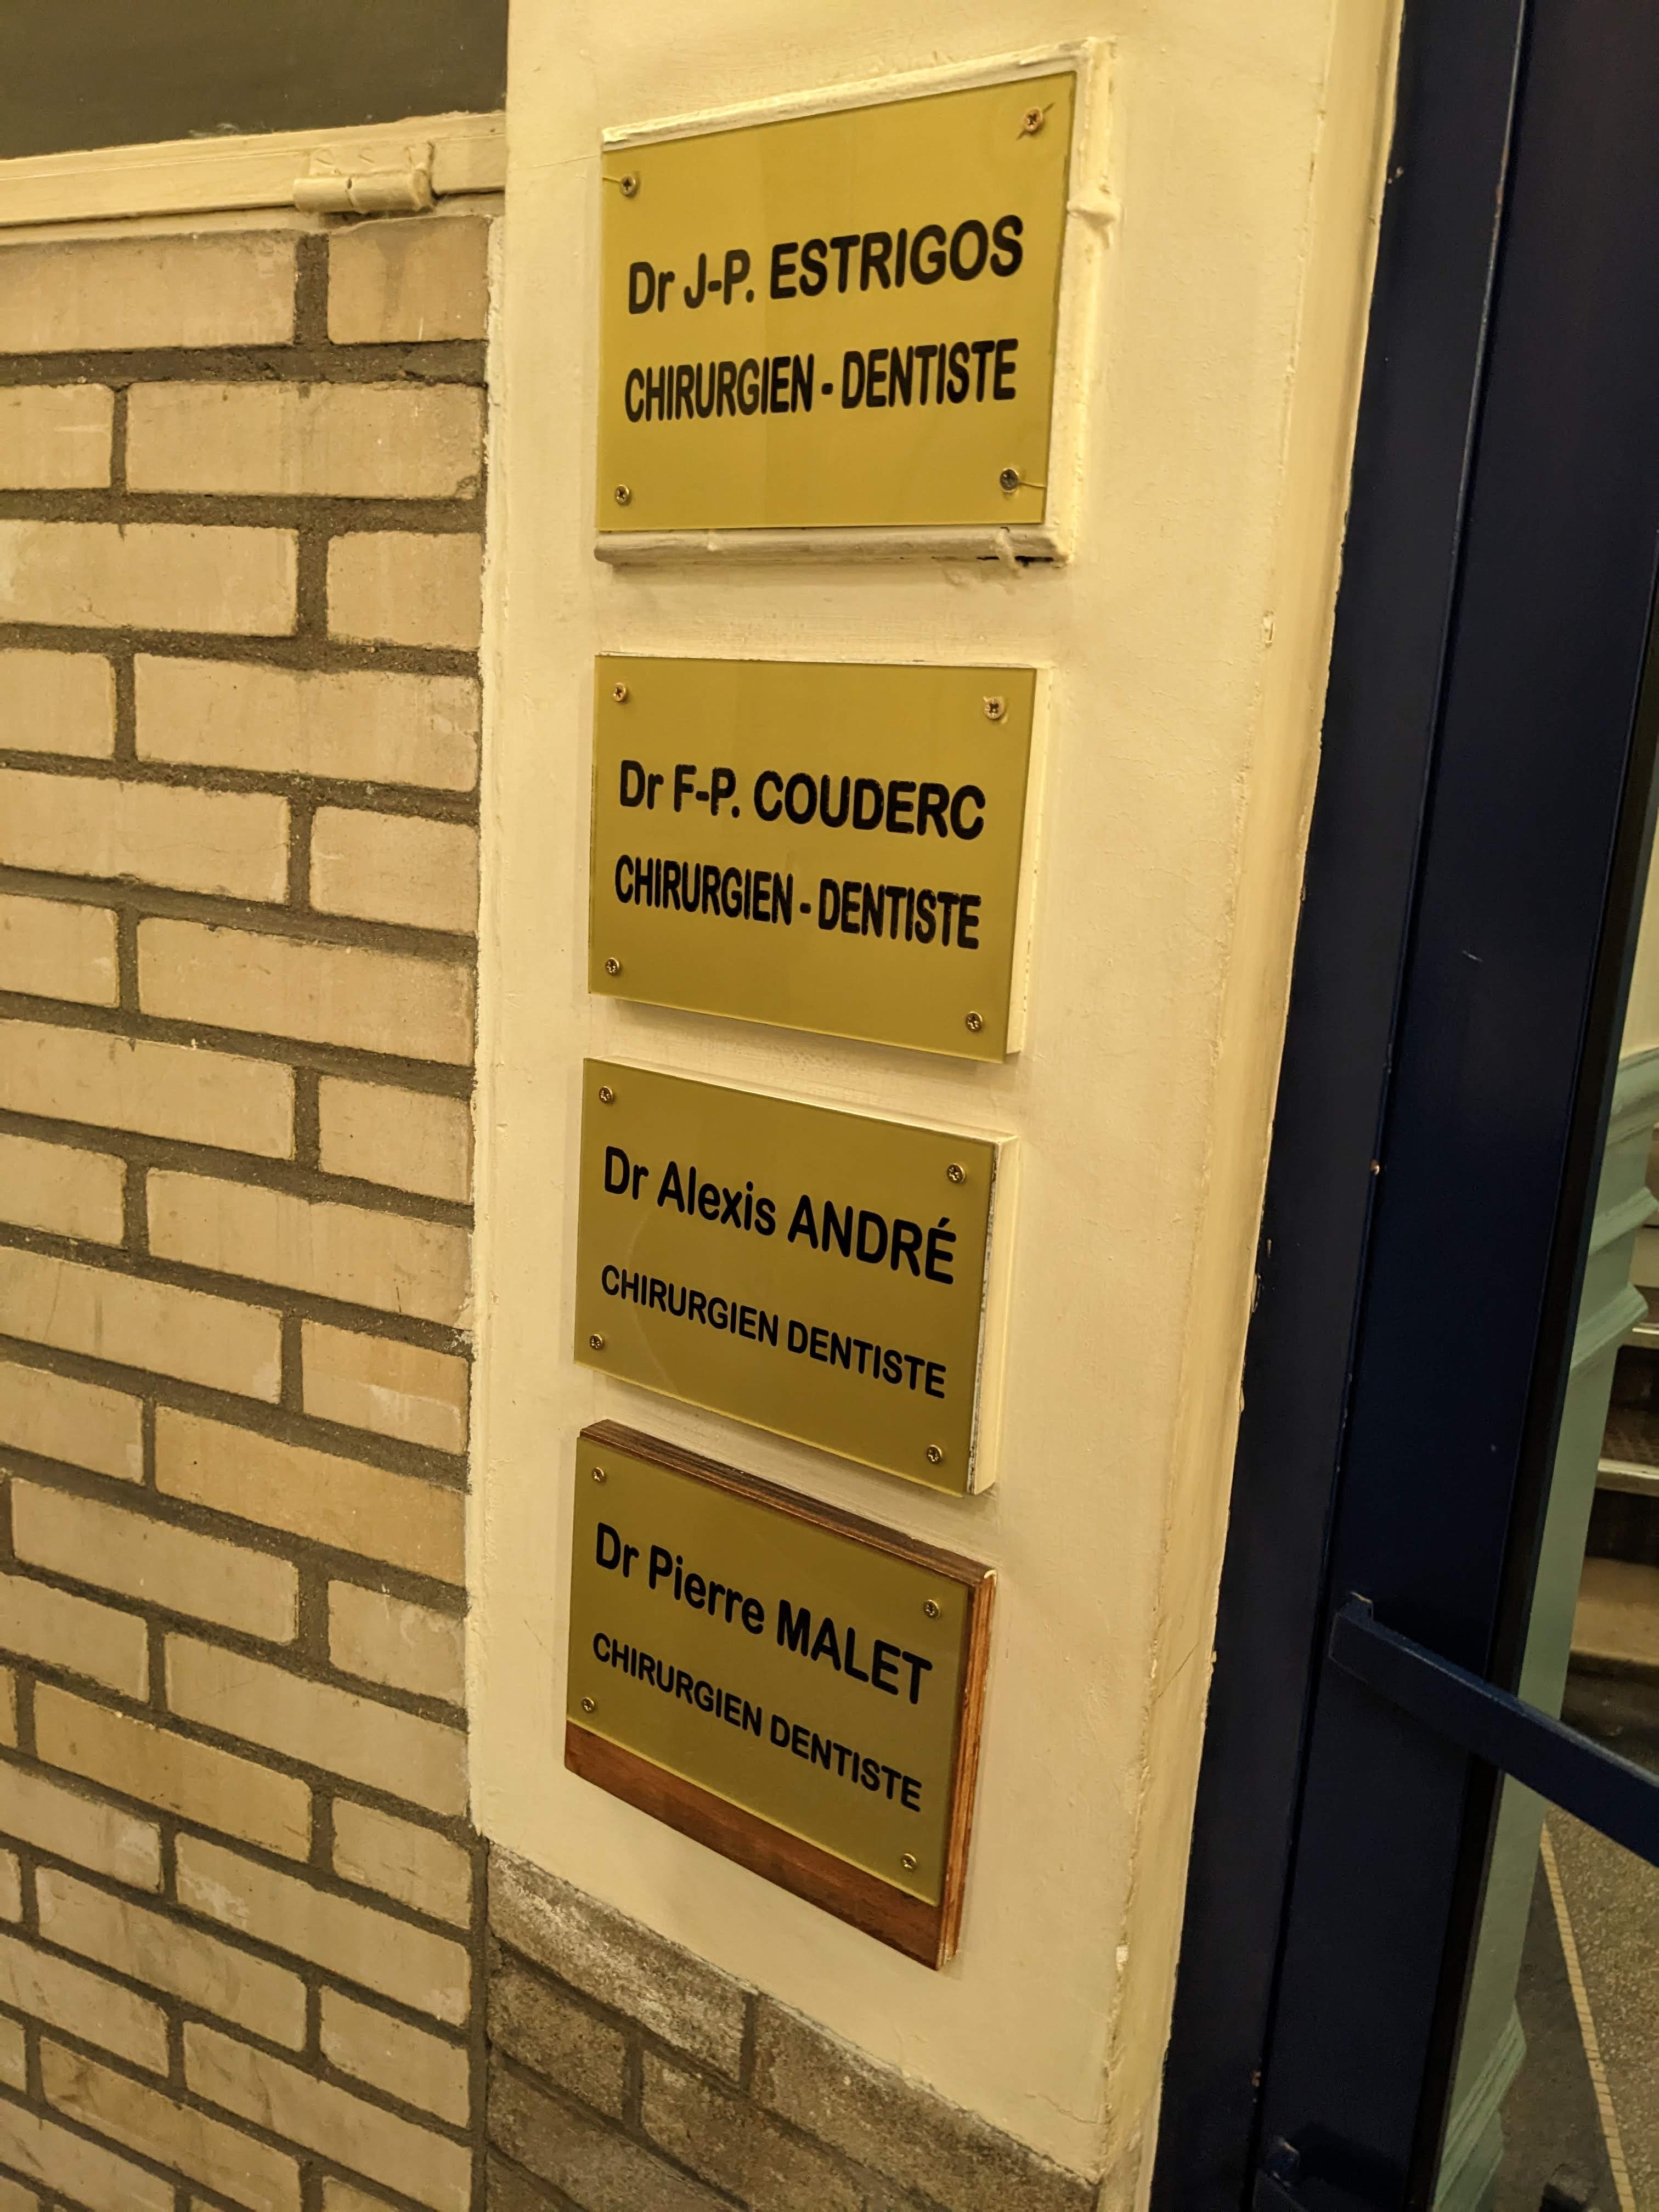 Dr J-P. ESTRIGOS
CHIRURGIEN - DENTISTE
Dr F-P. COUDERC
CHIRURGIEN - DENTISTE
Dr Alexis ANDRÉ
CHIRURGIEN DENTISTE
Dr Pierre MALET
CHIRURGIEN DENTISTE